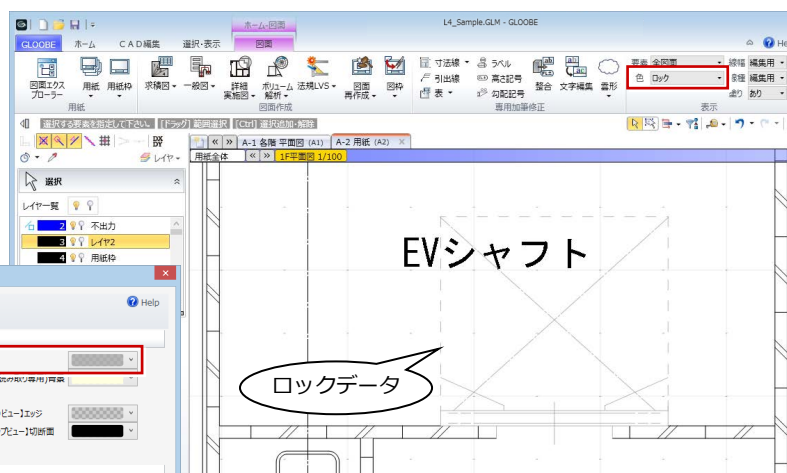 L4_Sample.GLM - GLOOBE
ホーム-図面
GLOOBE ホーム CAD編集 選択・表示 図面
図面エクスプローラー 用紙 用紙枠 求積図 一般図 詳細実施図 ボリューム解析 法規LVS 図面再作成 図枠
寸法線 ラベル
引出線 高さ記号
表 勾配記号
整合 文字編集 雲形
要素 全図面 線幅 編集用
色 ロック 編集用
あり
用紙 図面作成 専用加筆修正 表示
選択する要素を指定して下さい。 [[ドラッグ] 範囲選択] [[Ctrl] 選択追加・解除]
レイヤ
A-1 各階 平面図 (A1) A-2 用紙 (A2)
用紙全体 1F平面図 1/100
選択
レイヤー覧
2 不出力
3 レイヤ2
4 用紙枠
Help
EVシャフト
ロックデータ
読み取り専用)背景
ビュー】エッジ
プビュー】切断面